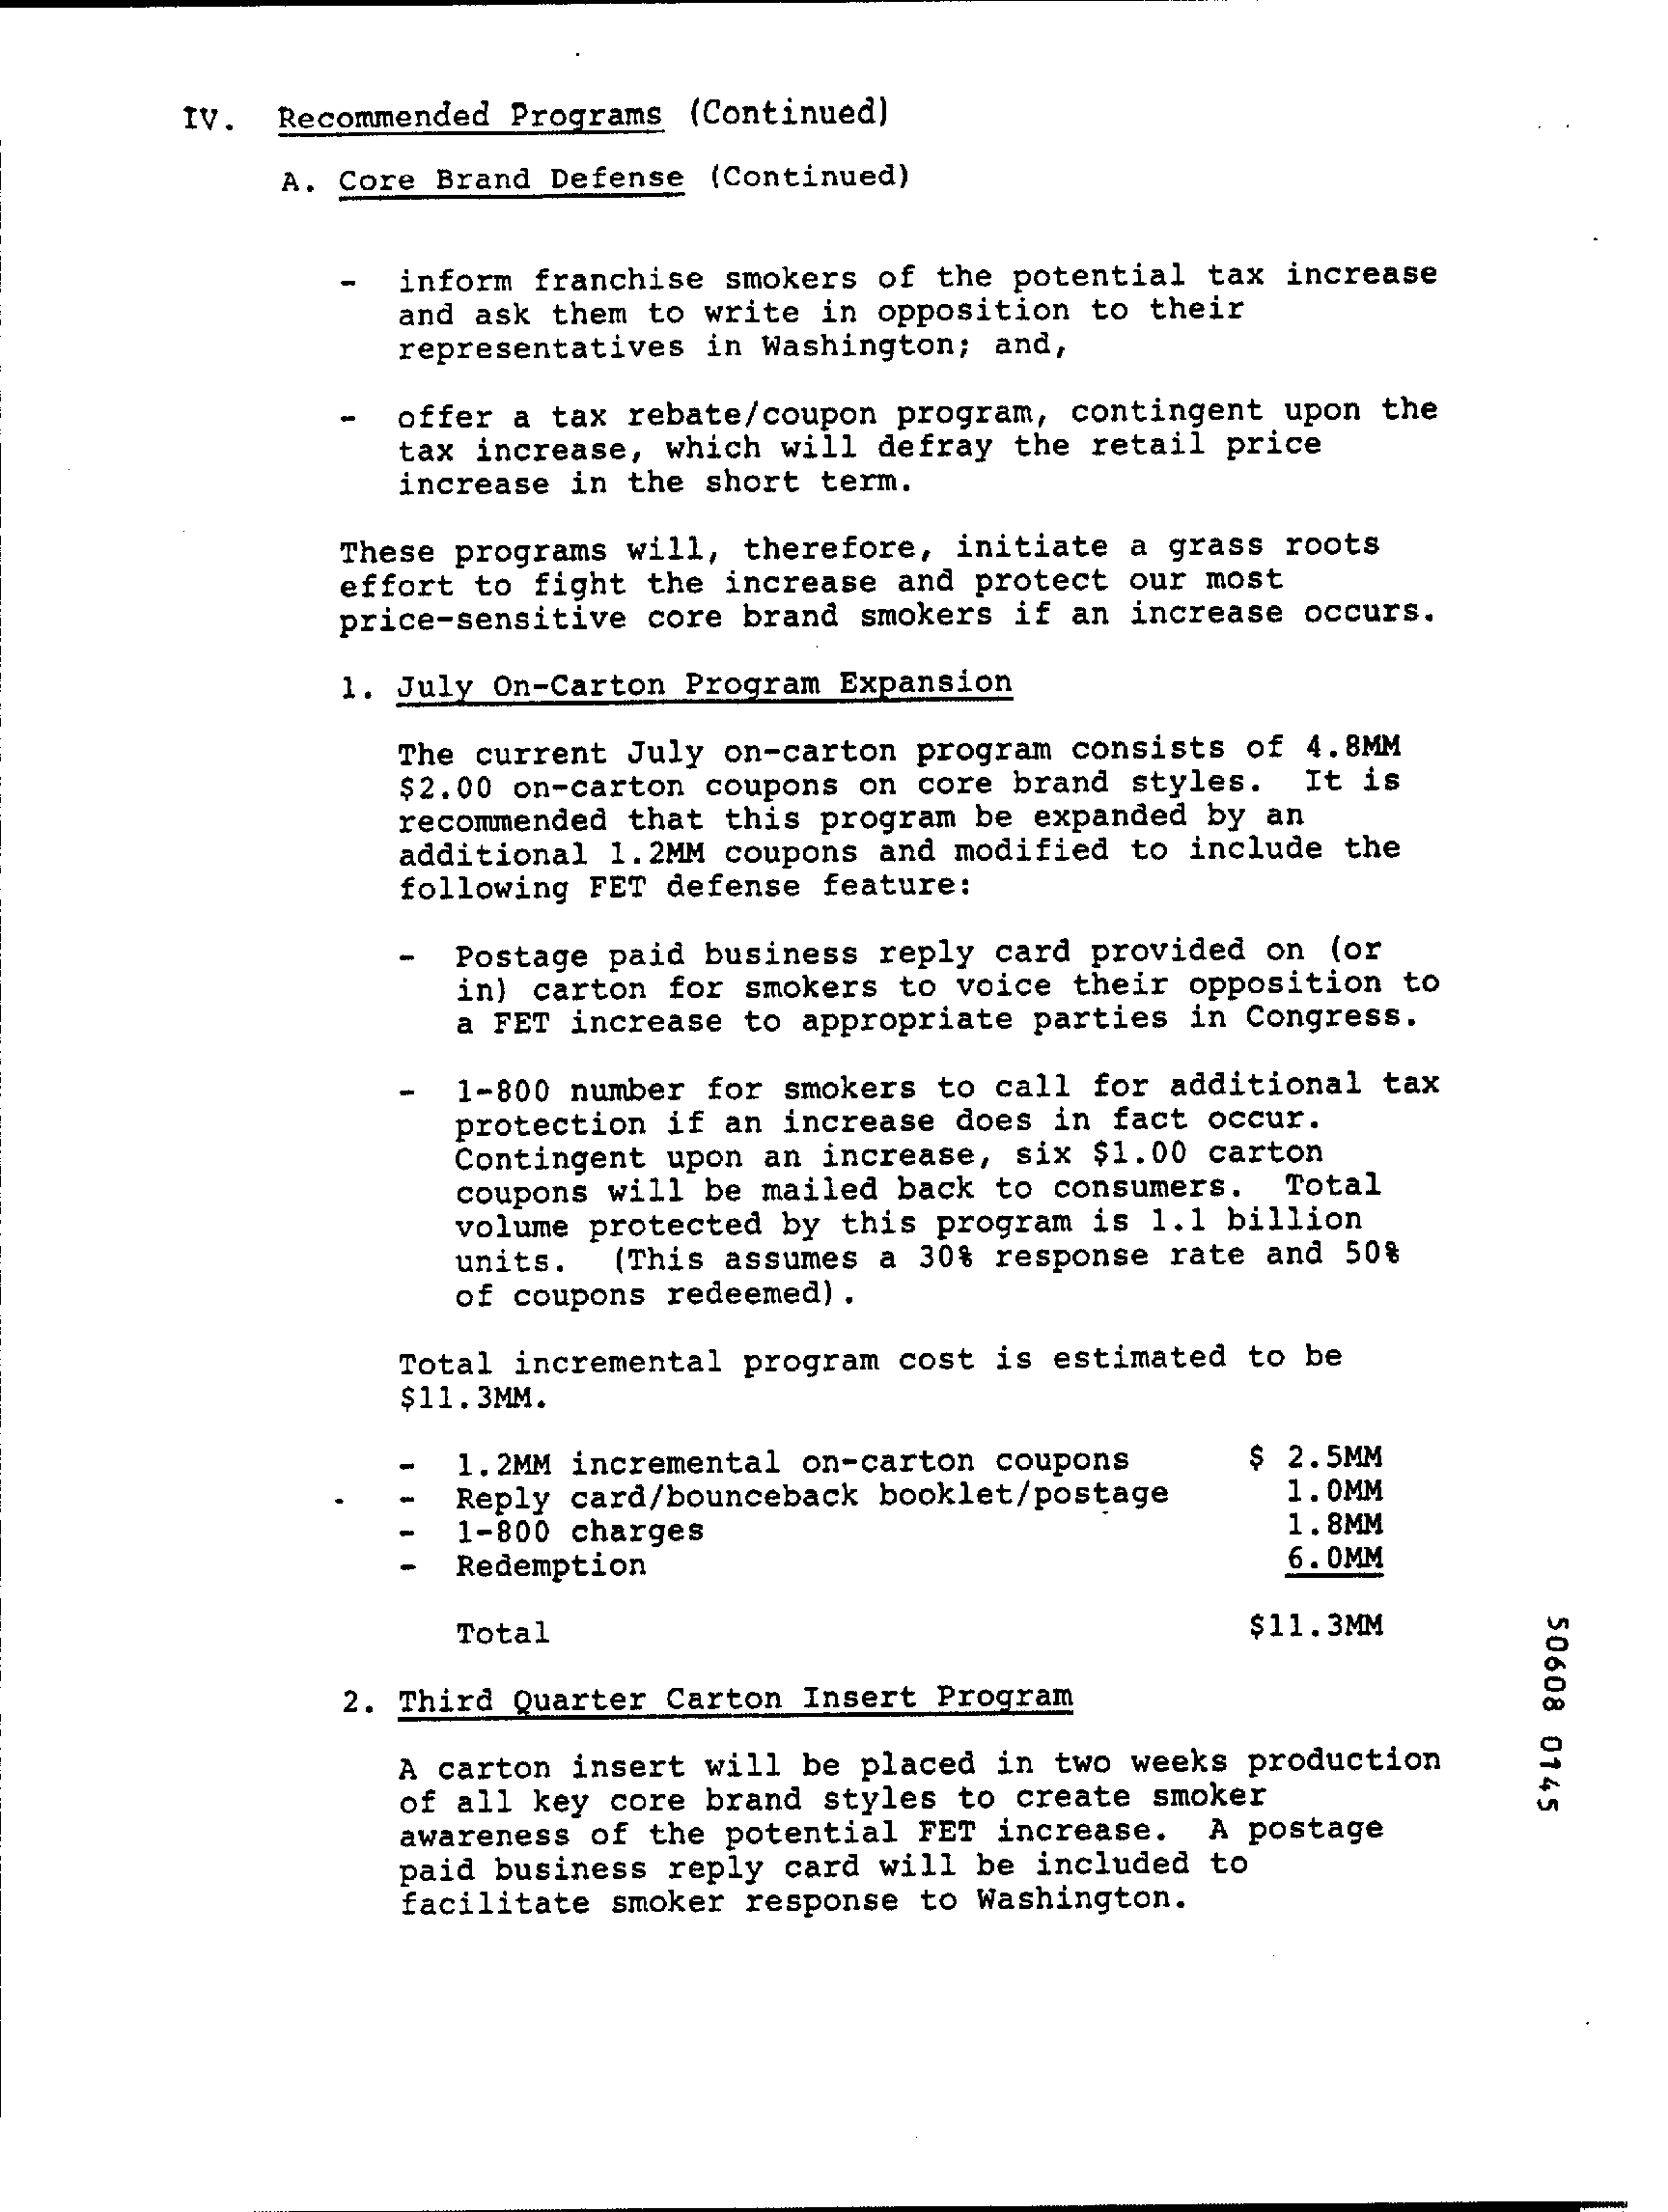 IV. Recommended Programs (Continued)
A. Core Brand Defense (Continued)
- inform franchise smokers of the potential tax increase
and ask them to write in opposition to their
representatives in Washington; and,
- offer a tax rebate/coupon program, contingent upon the
tax increase, which will defray the retail price
increase in the short term.
These programs will, therefore, initiate a grass roots
effort to fight the increase and protect our most
price-sensitive core brand smokers if an increase occurs.
1. July On-Carton Program Expansion
The current July on-carton program consists of 4.8MM
$2.00 on-carton coupons on core brand styles. It is
recommended that this program be expanded by an
additional 1.2MM coupons and modified to include the
following FET defense feature:
- Postage paid business reply card provided on (or
in) carton for smokers to voice their opposition to
a FET increase to appropriate parties in Congress.
- 1-800 number for smokers to call for additional tax
protection if an increase does in fact occur.
Contingent upon an increase, six $1.00 carton
coupons will be mailed back to consumers. Total
volume protected by this program is 1.1 billion
units. (This assumes a 30% response rate and 50%
of coupons redeemed).
Total incremental program cost is estimated to be
$11.3MM.
- 1.2MM incremental on-carton coupons $ 2.5MM
- Reply card/bounceback booklet/postage 1.0MM
- 1-800 charges 1.8MM
- Redemption 6.0MM
Total $11.3MM
2. Third Quarter Carton Insert Program
A carton insert will be placed in two weeks production
of all key core brand styles to create smoker
awareness of the potential FET increase. A postage
paid business reply card will be included to
facilitate smoker response to Washington.
50608 0145